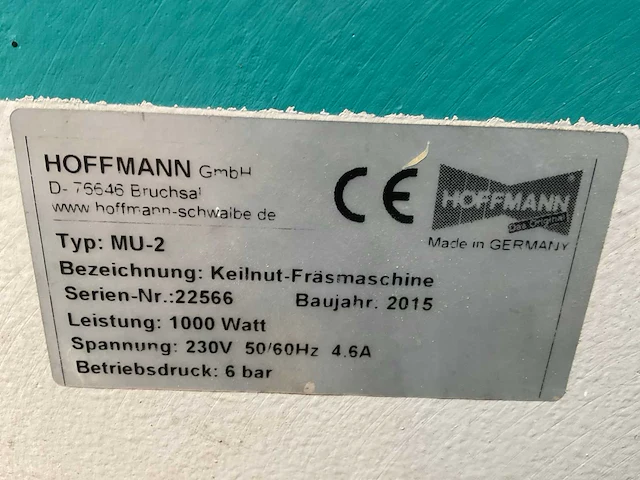 HOFFMANN GmbH
D- 76646 Bruchsal
www.hoffmann-schwalbe.de
CE
HOFFMANN ®
Das Original
Made in GERMANY
Typ: MU-2
Bezeichnung: Keilnut-Fräsmaschine
Serien-Nr.:22566 Baujahr. 2015
Leistung: 1000 Watt
Spannung: 230V 50/60Hz 4.6A
Betriebsdruck: 6 bar